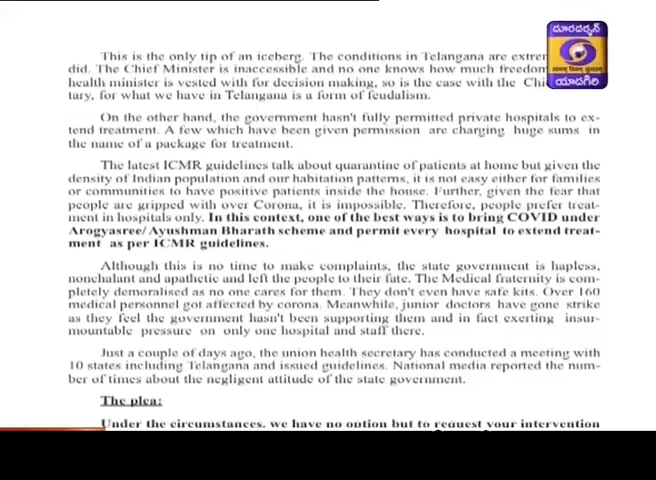 దూరదర్శన్
యాదగిరి
This is the only tip of an iceberg. The conditions in Telangana are
did. The Chief Minister is inaccessible and no one knows how much freedom
health minister is vested with for decision making, so is the case with the
tary, for what we have in Telangana is a form of feudalism.
On the other hand, the government hasn't fully permitted private hospitals to ex-
tend treatment. A few which have been given permission are charging huge sums in
the name of a package for treatment.
The latest ICMR guidelines talk about quarantine of patients at home but given the
density of Indian population and our habitation patterns, it is not easy either for families
or communities to have positive patients inside the house. Further, given the fear that
people are gripped with over Corona, it is impossible. Therefore, people prefer treat-
ment in hospitals only. In this context, one of the best ways is to bring COVID under
Arogyasree/ Ayushman Bharath scheme and permit every hospital to extend treat-
ment as per ICMR guidelines.
Although this is no time to make complaints, the state government is hapless,
nonchalant and apathetic and left the people to their fate. The Medical fraternity is com-
pletely demoralised as no one cares for them. They don't even have safe kits. Over 160
medical personnel got affected by corona. Meanwhile, junior doctors have gone strike
as they feel the government hasn't been supporting them and in fact exerting insur-
mountable pressure on only one hospital and staff there.
Just a couple of days ago, the union health secretary has conducted a meeting with
10 states including Telangana and issued guidelines. National media reported the num-
ber of times about the negligent attitude of the state government.
The plea:
Under the circumstances, we have no option but to request your intervention